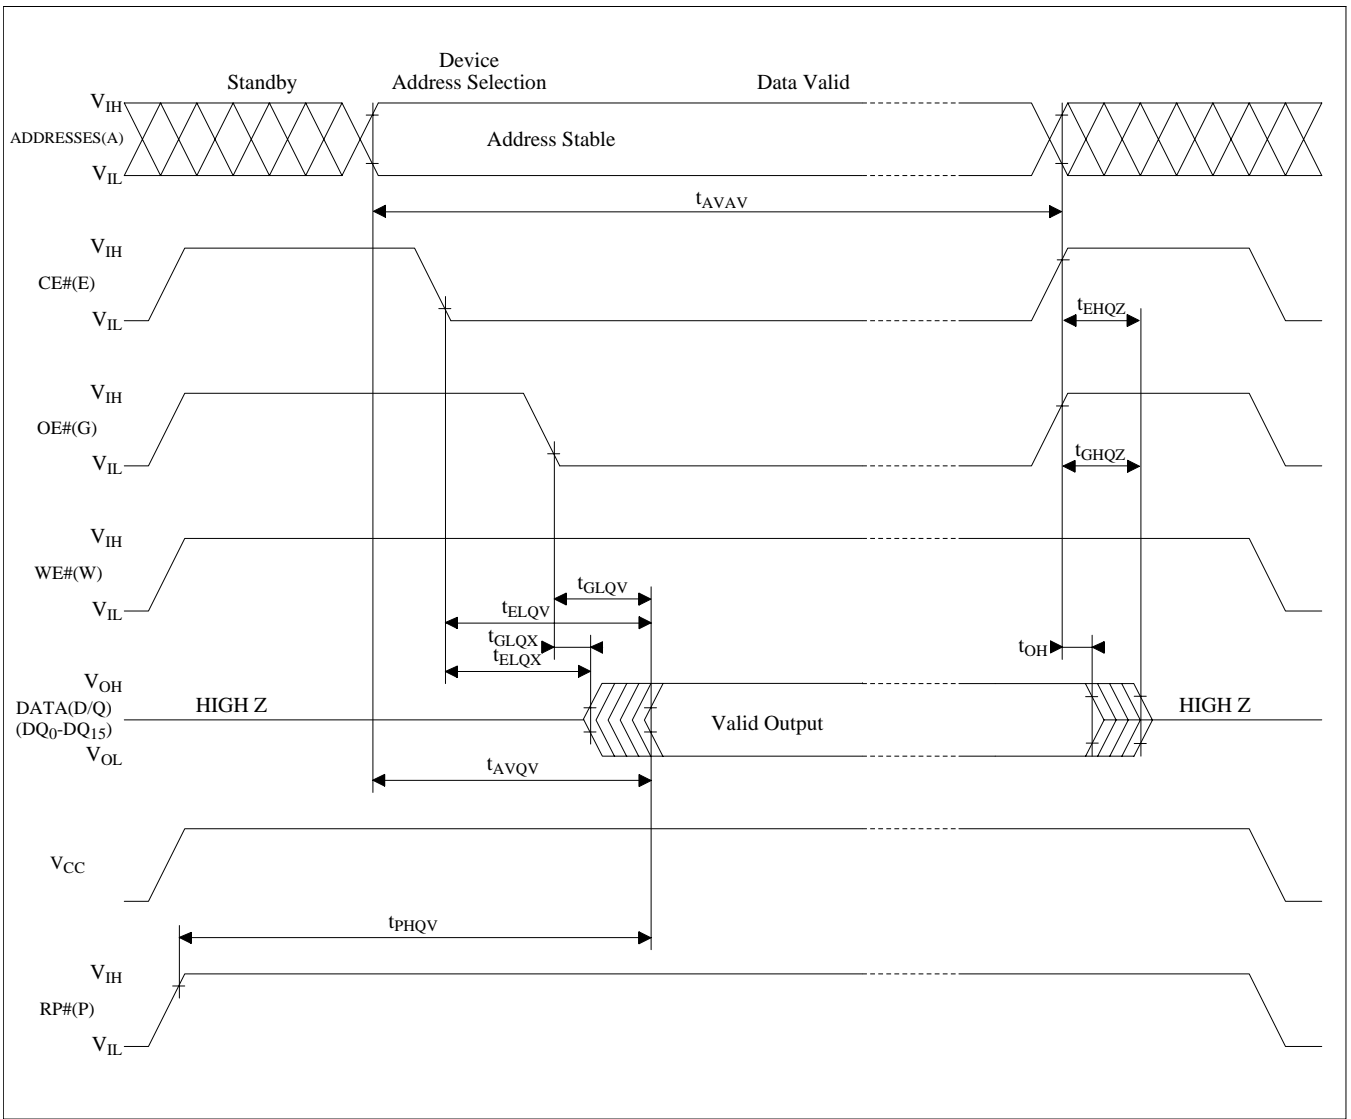 Device
Standby Address Selection Data Valid
VIH
ADDRESSES(A) Address Stable
VIL
tAVAV
VIH
CE#(E)
tEHQZ
VIL
VIH
OE#(G)
tGHQZ
VIL
VIH
WE#(W)
tGLQV
VIL
tELQV
tGLQX
tOH
tELQX
VOH
DATA(D/Q) HIGH Z HIGH Z
(DQ0-DQ15) Valid Output
VOL
tAVQV
VCC
tPHQV
VIH
RP#(P)
VIL